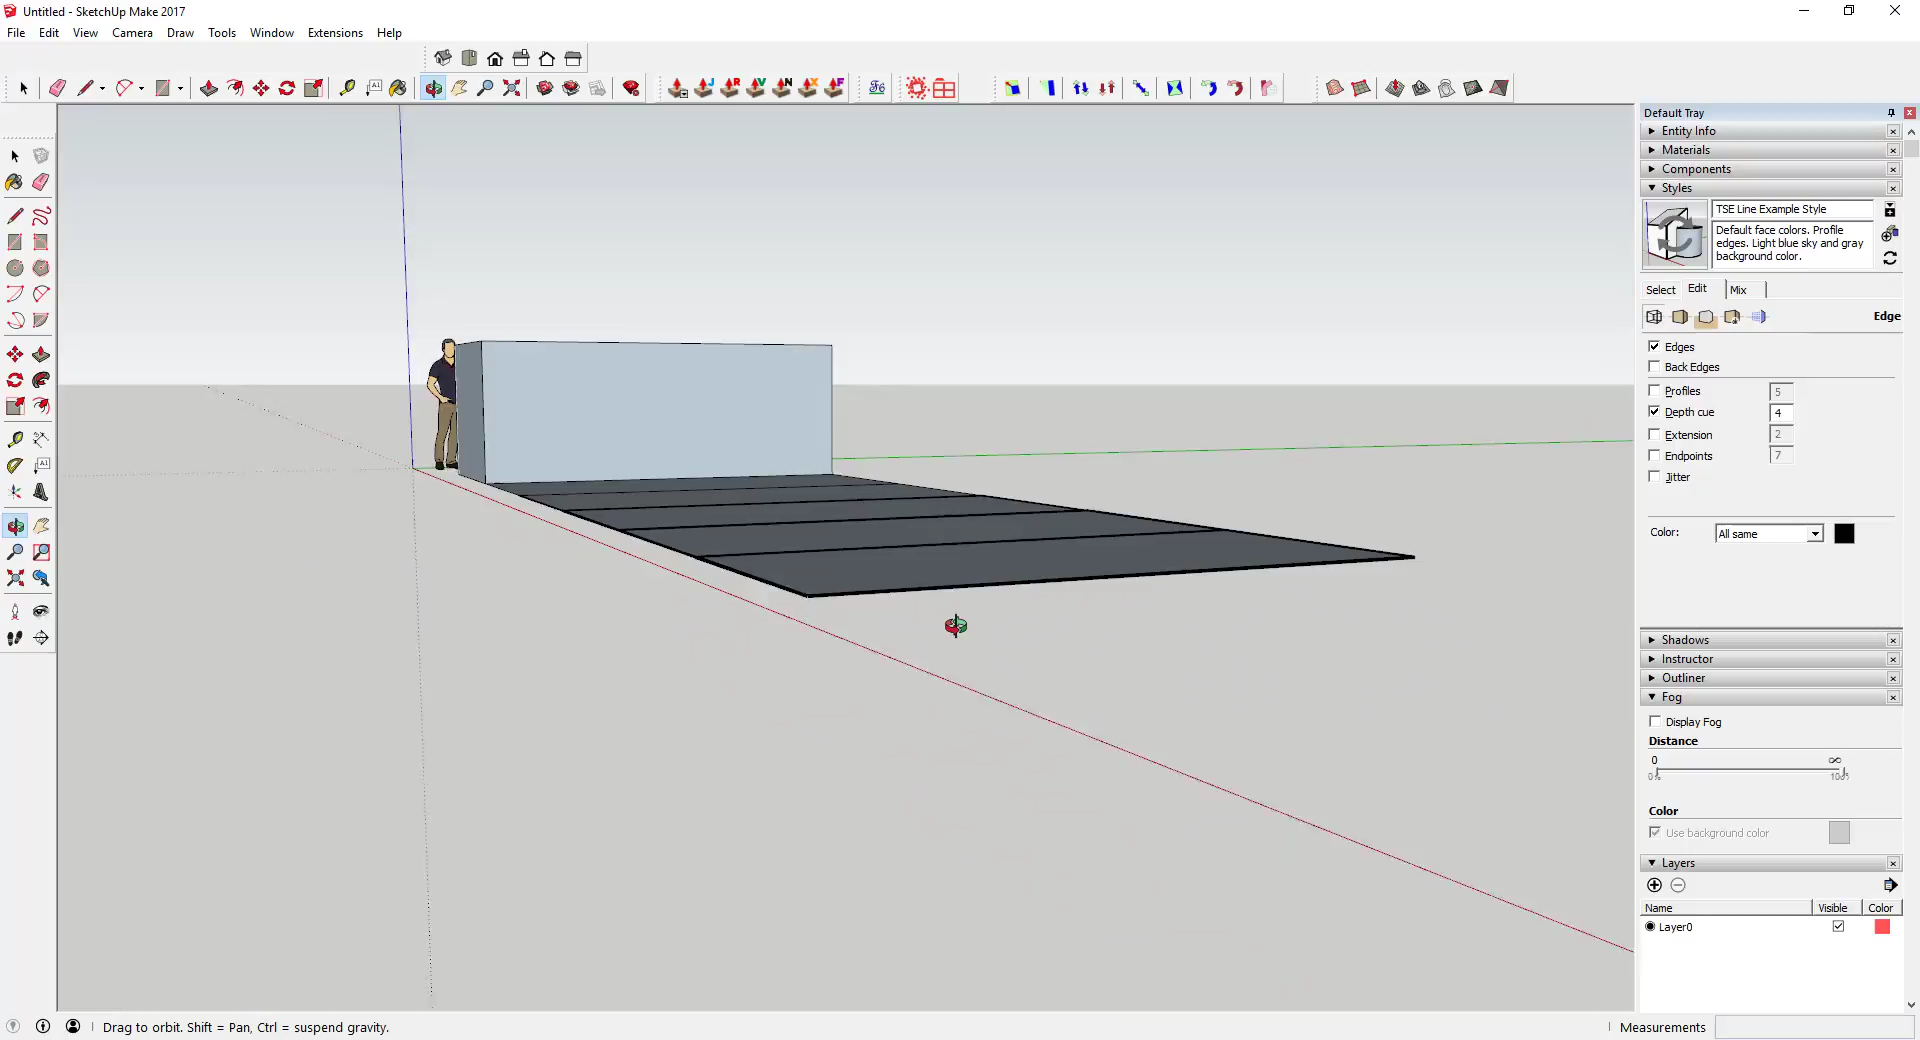 Untitled - SketchUp Make 2017
File Edit View Camera Draw Tools Window Extensions Help
Default Tray
Entity Info
Materials
Components
Styles
TSE Line Example Style
Default face colors. Profile
edges. Light blue sky and gray
background color.
Select Edit Mix
Edge
Edges
Back Edges
Profiles 5
Depth cue 4
Extension 2
Endpoints 7
Jitter
Color: All same
Shadows
Instructor
Outliner
Fog
Display Fog
Distance
0 ∞
Color
Use background color
Layers
Name Visible Color
Layer0
Drag to orbit. Shift = Pan, Ctrl = suspend gravity.
Measurements